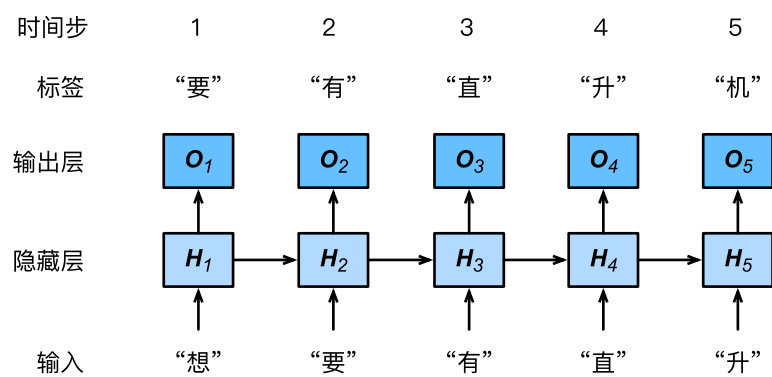 时间步 1 2 3 4 5
标签 “要” “有” “直” “升” “机”
输出层 O1 O2 O3 O4 O5
隐藏层 H1 H2 H3 H4 H5
输入 “想” “要” “有” “直” “升”